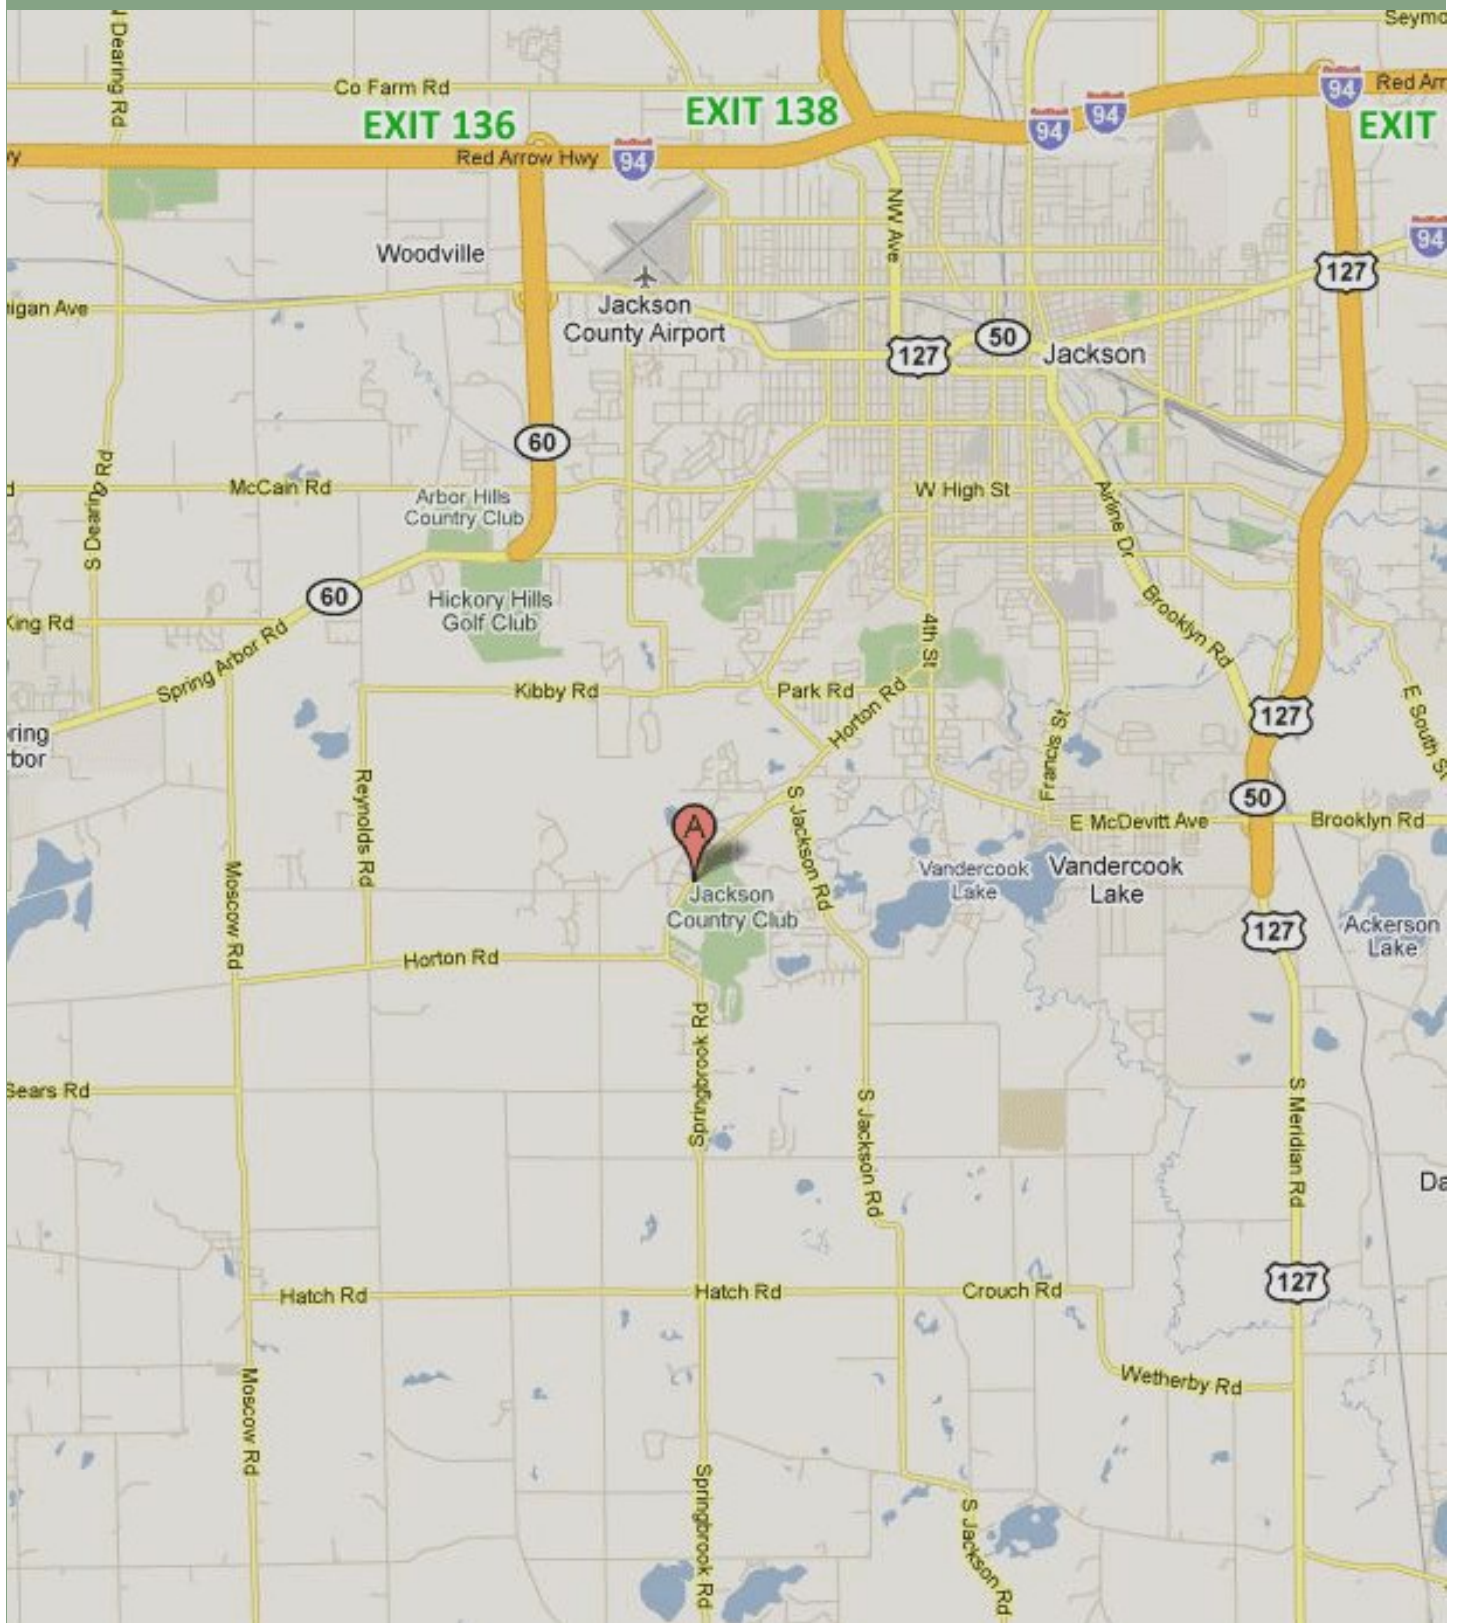 Seymo
N Dearing Rd
Co Farm Rd
EXIT 136
EXIT 138
94
94
94
Red Arr
EXIT
wy
Red Arrow Hwy
94
NW Ave
Woodville
94
127
Jackson
County Airport
higan Ave
127
50
Jackson
60
S Dearing Rd
McCain Rd
Arbor Hills
Country Club
W High St
Airline Dr
60
Hickory Hills
Golf Club
King Rd
Spring Arbor Rd
4th St
Brooklyn Rd
Kibby Rd
Park Rd
Horton Rd
127
E South St
pring
rbor
Francis St
Reynolds Rd
S Jackson Rd
50
A
E McDevitt Ave
Brooklyn Rd
Moscow Rd
Vandercook
Lake
Vandercook
Lake
Jackson
Country Club
127
Ackerson
Lake
Horton Rd
Springbrook Rd
Sears Rd
S Jackson Rd
S Meridian Rd
Da
127
Hatch Rd
Hatch Rd
Crouch Rd
Moscow Rd
Wetherby Rd
Springbrook Rd
S Jackson Rd